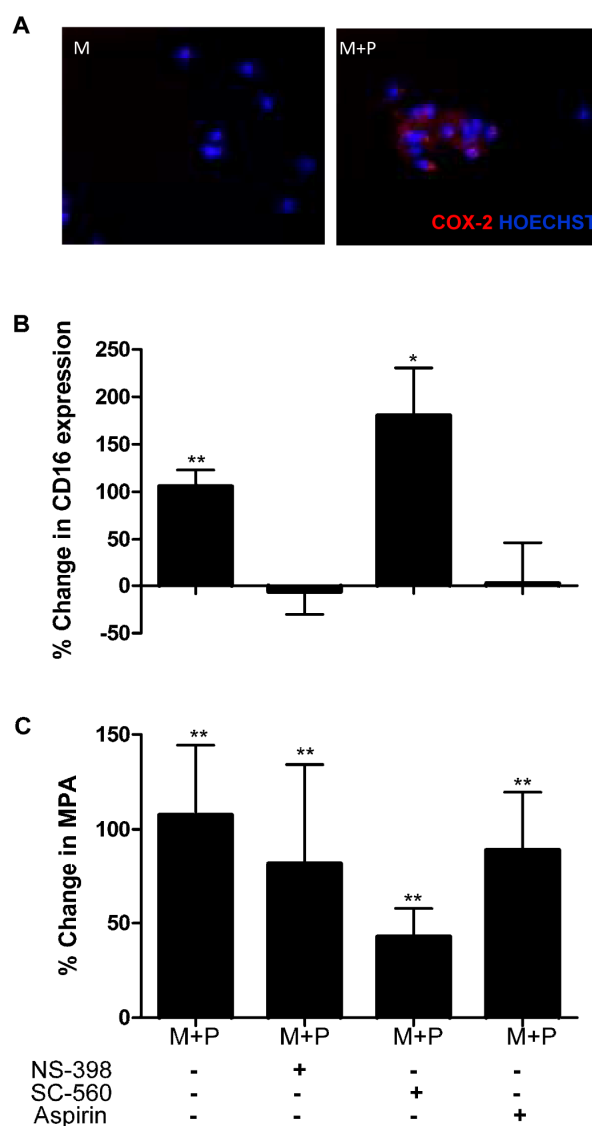 A
M
M+P
COX-2 HOECHST
B
% Change in CD16 expression
250
200
150
100
50
0
-50
**
*
C
% Change in MPA
150
100
50
0
**
**
**
**
M+P M+P M+P M+P
NS-398 - + - -
SC-560 - - + -
Aspirin - - - +